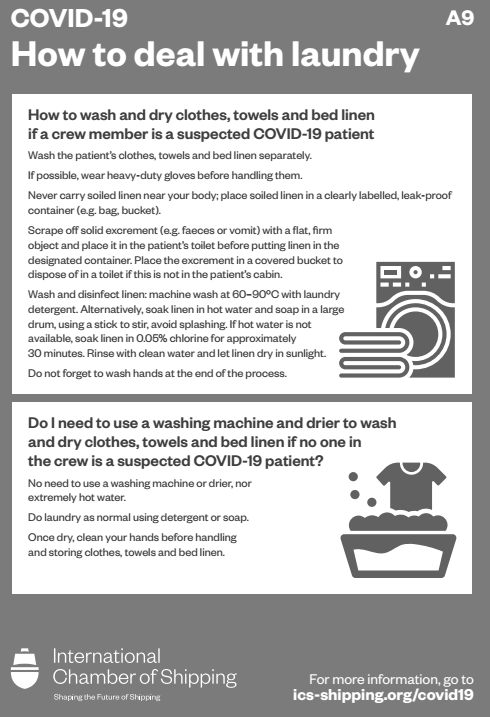 COVID-19
A9
How to deal with laundry
How to wash and dry clothes, towels and bed linen
if a crew member is a suspected COVID-19 patient
Wash the patient's clothes, towels and bed linen separately.
If possible, wear heavy-duty gloves before handling them.
Never carry soiled linen near your body; place soiled linen in a clearly labelled, leak-proof
container (e.g. bag, bucket).
Scrape off solid excrement (e.g. faeces or vomit) with a flat, firm
object and place it in the patient's toilet before putting linen in the
designated container. Place the excrement in a covered bucket to
dispose of in a toilet if this is not in the patient's cabin.
Wash and disinfect linen: machine wash at 60–90ºC with laundry
detergent. Alternatively, soak linen in hot water and soap in a large
drum, using a stick to stir, avoid splashing. If hot water is not
available, soak linen in 0.05% chlorine for approximately
30 minutes. Rinse with clean water and let linen dry in sunlight.
Do not forget to wash hands at the end of the process.
Do I need to use a washing machine and drier to wash
and dry clothes, towels and bed linen if no one in
the crew is a suspected COVID-19 patient?
No need to use a washing machine or drier, nor
extremely hot water.
Do laundry as normal using detergent or soap.
Once dry, clean your hands before handling
and storing clothes, towels and bed linen.
International
Chamber of Shipping
Shaping the Future of Shipping
For more information, go to
ics-shipping.org/covid19